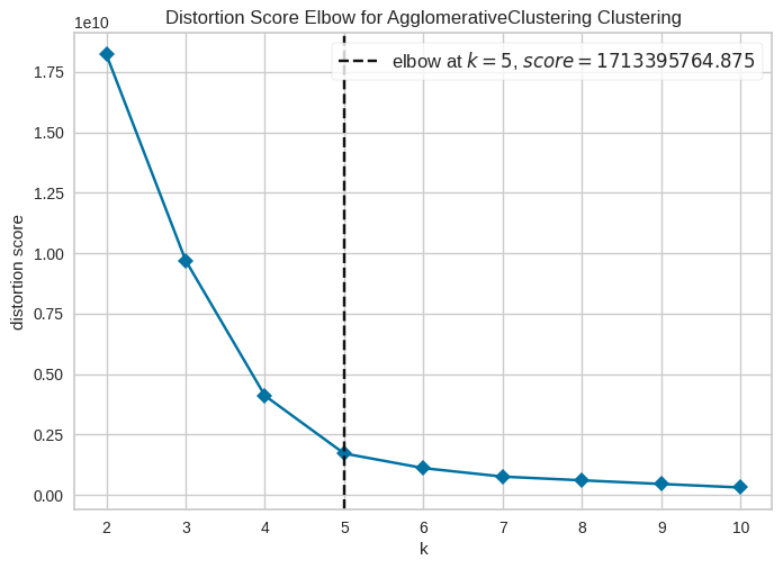 Distortion Score Elbow for AgglomerativeClustering Clustering
1e10
elbow at k = 5, score = 1713395764.875
1.75
1.50
1.25
1.00
0.75
0.50
0.25
0.00
distortion score
2 3 4 5 6 7 8 9 10
k